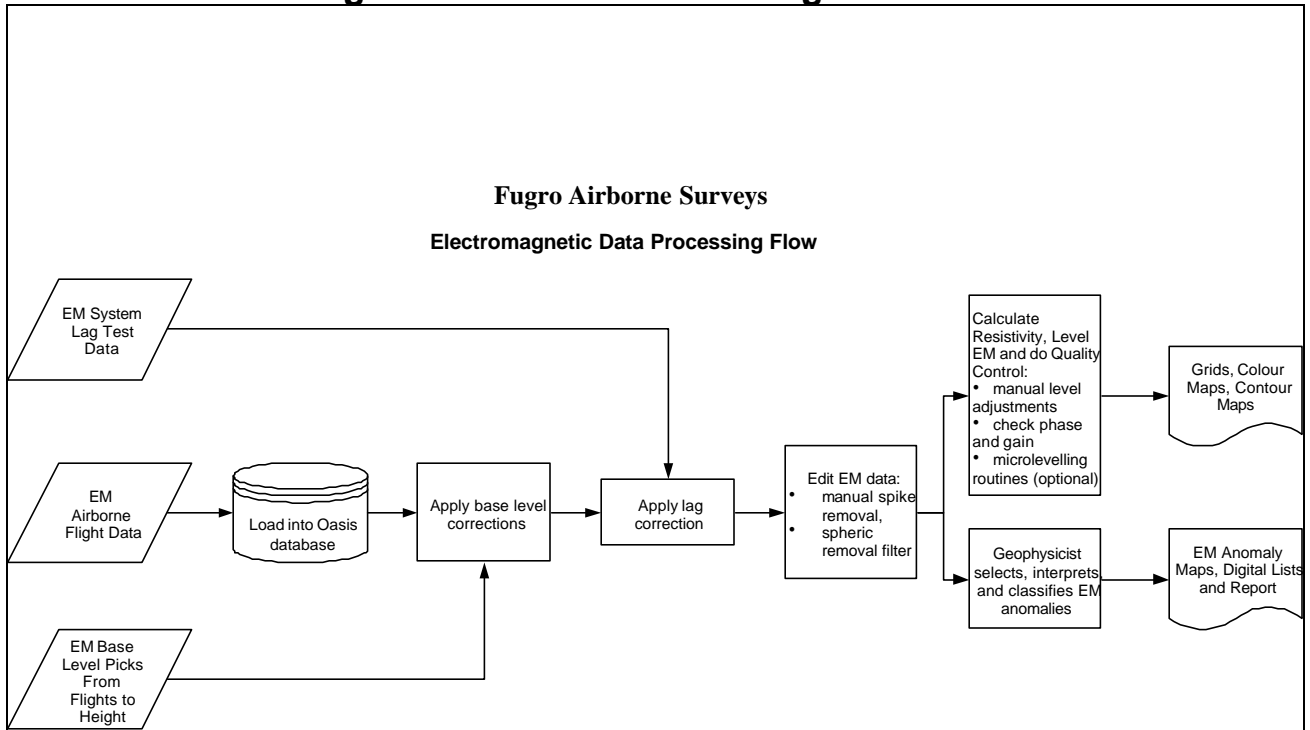 Fugro Airborne Surveys
Electromagnetic Data Processing Flow
EM System
Lag Test
Data
EM
Airborne
Flight Data
EM Base
Level Picks
From
Flights to
Height
Load into Oasis
database
Apply base level
corrections
Apply lag
correction
Edit EM data:
• manual spike
removal,
• spheric
removal filter
Calculate
Resistivity, Level
EM and do Quality
Control:
• manual level
adjustments
• check phase
and gain
• microlevelling
routines (optional)
Geophysicist
selects, interprets
and classifies EM
anomalies
Grids, Colour
Maps, Contour
Maps
EM Anomaly
Maps, Digital Lists
and Report